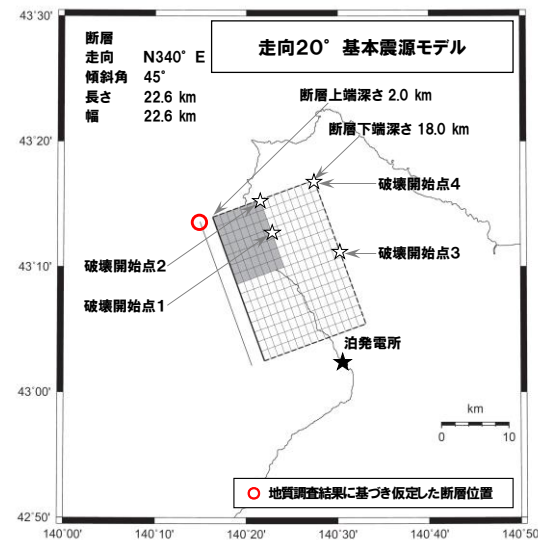 43°30'
断層
走向 N340°E
傾斜角 45°
長さ 22.6 km
幅 22.6 km
走向20°基本震源モデル
断層上端深さ 2.0 km
43°20'
断層下端深さ 18.0 km
破壊開始点4
破壊開始点3
43°10'
破壊開始点2
破壊開始点1
泊発電所
43°00'
km
0 10
地質調査結果に基づき仮定した断層位置
42°50'
140°00' 140°10' 140°20' 140°30' 140°40' 140°50'